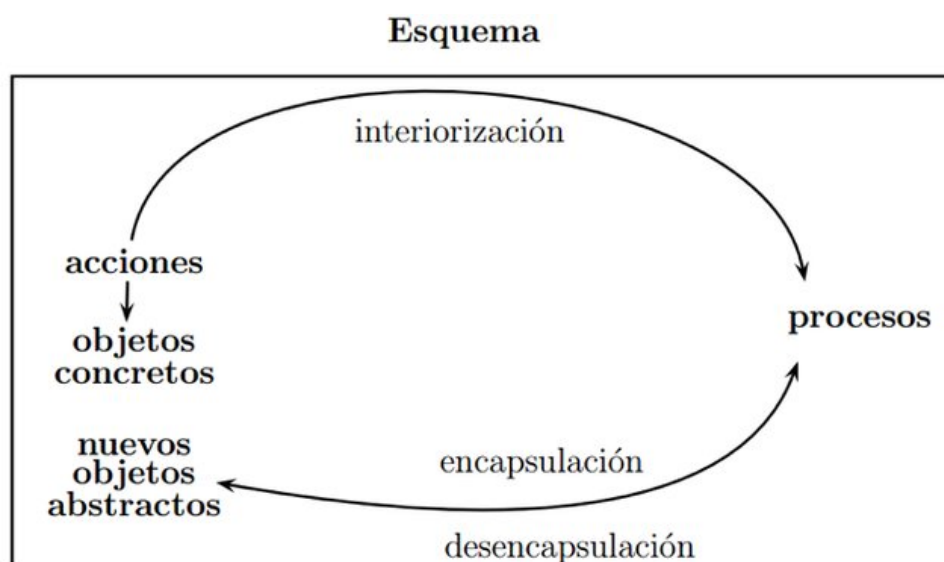 Esquema
interiorización
acciones
objetos
concretos
procesos
nuevos
objetos
abstractos
encapsulación
desencapsulación